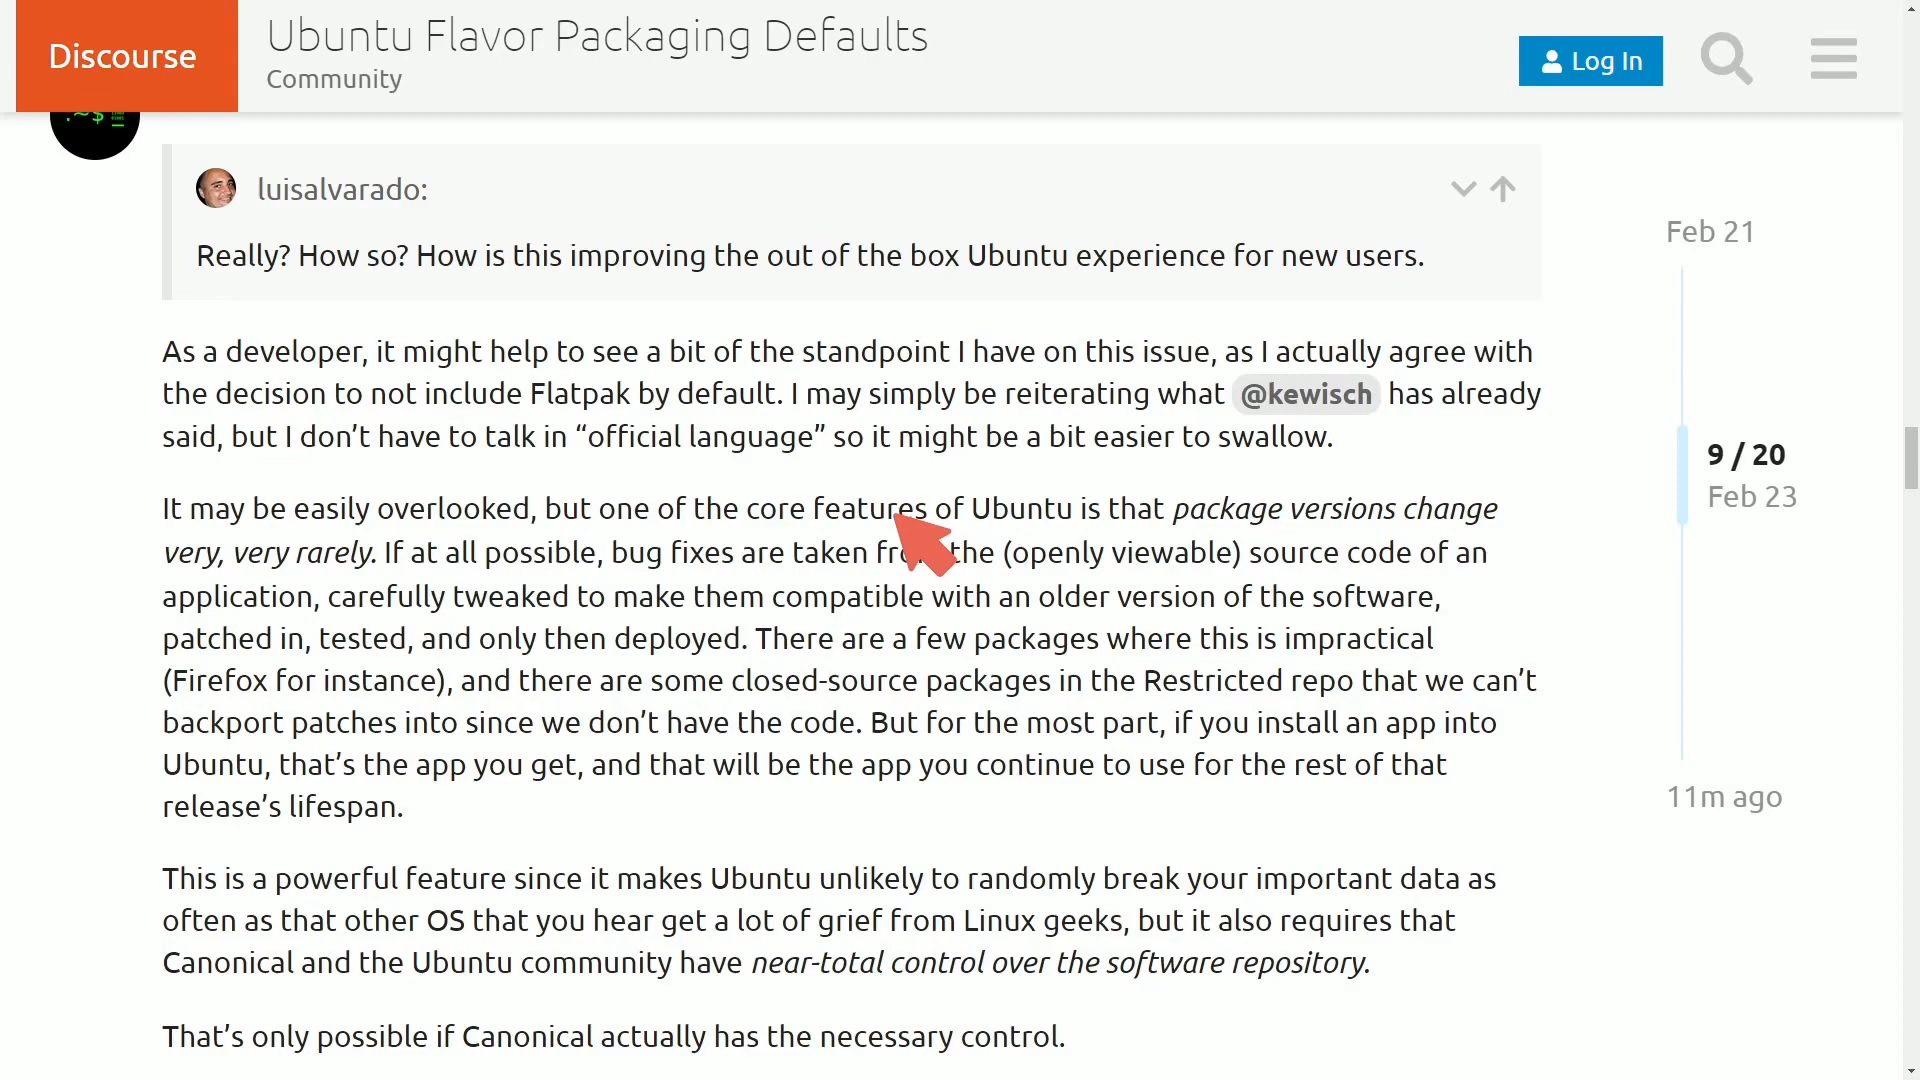 Discourse
Ubuntu Flavor Packaging Defaults
Community
Log In
.~$
luisalvarado:
Really? How so? How is this improving the out of the box Ubuntu experience for new users.
As a developer, it might help to see a bit of the standpoint I have on this issue, as I actually agree with
the decision to not include Flatpak by default. I may simply be reiterating what @kewisch has already
said, but I don’t have to talk in “official language” so it might be a bit easier to swallow.
It may be easily overlooked, but one of the core features of Ubuntu is that package versions change
very, very rarely. If at all possible, bug fixes are taken the (openly viewable) source code of an
application, carefully tweaked to make them compatible with an older version of the software,
patched in, tested, and only then deployed. There are a few packages where this is impractical
(Firefox for instance), and there are some closed-source packages in the Restricted repo that we can’t
backport patches into since we don’t have the code. But for the most part, if you install an app into
Ubuntu, that’s the app you get, and that will be the app you continue to use for the rest of that
release’s lifespan.
This is a powerful feature since it makes Ubuntu unlikely to randomly break your important data as
often as that other OS that you hear get a lot of grief from Linux geeks, but it also requires that
Canonical and the Ubuntu community have near-total control over the software repository.
That’s only possible if Canonical actually has the necessary control.
Feb 21
9 / 20
Feb 23
11m ago